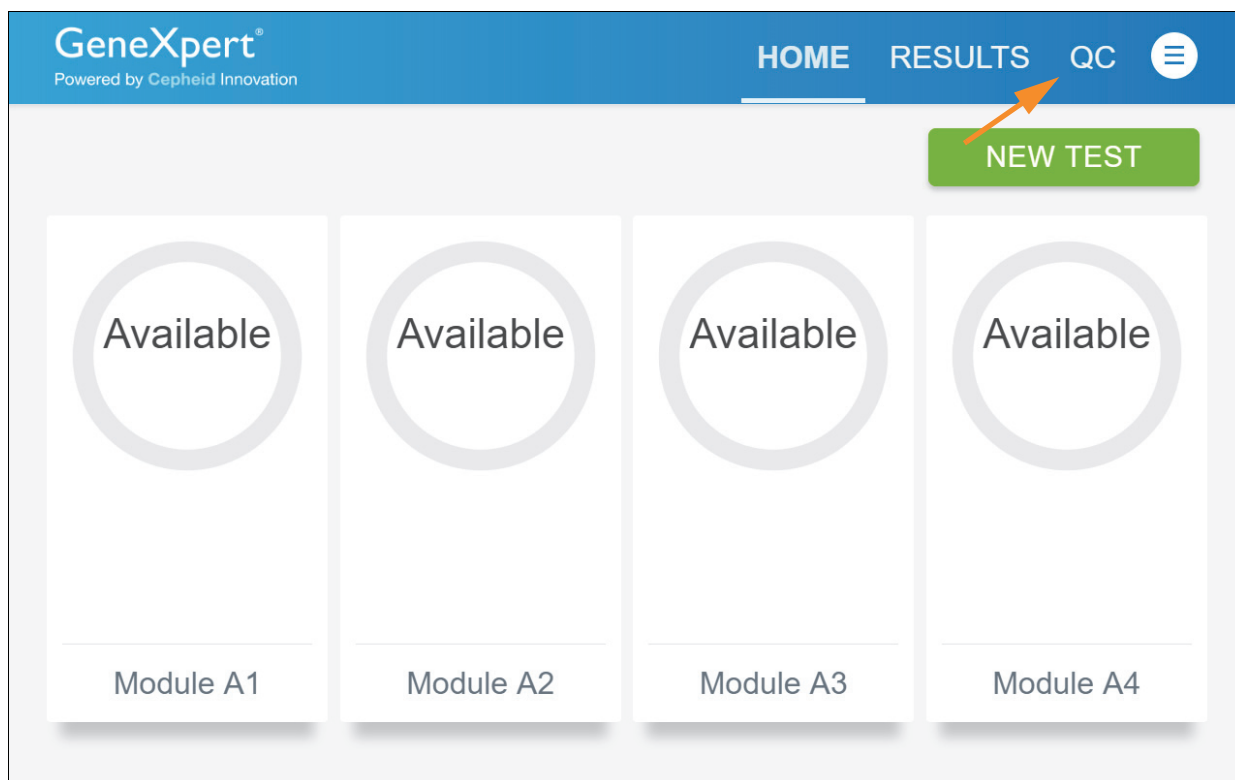 GeneXpert®
Powered by Cepheid Innovation
HOME RESULTS QC
NEW TEST
Available Available Available Available
Module A1 Module A2 Module A3 Module A4